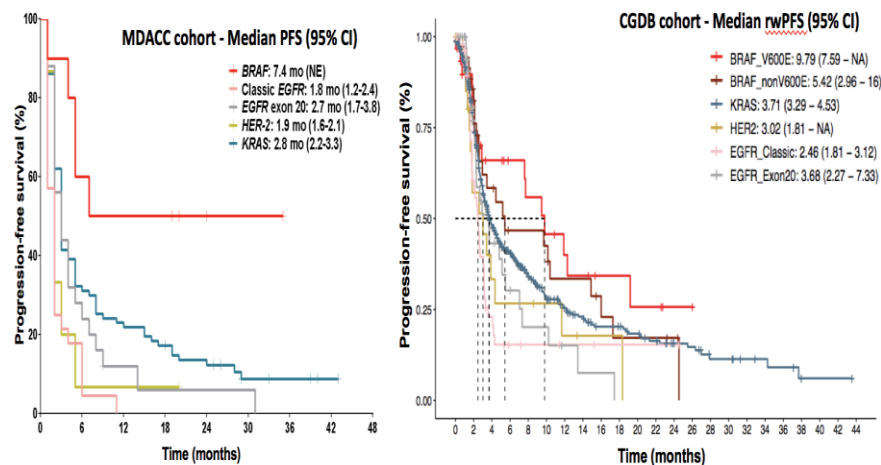 MDACC cohort - Median PFS (95% CI)
BRAF: 7.4 mo (NE)
Classic EGFR: 1.8 mo (1.2-2.4)
EGFR exon 20: 2.7 mo (1.7-3.8)
HER-2: 1.9 mo (1.6-2.1)
KRAS: 2.8 mo (2.2-3.3)
Progression-free survival (%)
100
80
60
40
20
0
0 6 12 18 24 30 36 42 48
Time (months)
CGDB cohort - Median rwPFS (95% CI)
BRAF_V600E: 9.79 (7.59 – NA)
BRAF_nonV600E: 5.42 (2.96 – 16)
KRAS: 3.71 (3.29 – 4.53)
HER2: 3.02 (1.81 – NA)
EGFR_Classic: 2.46 (1.81 – 3.12)
EGFR_Exon20: 3.68 (2.27 – 7.33)
Progression-free survival (%)
1.00
0.75
0.50
0.25
0.00
0 2 4 6 8 10 12 14 16 18 20 22 24 26 28 30 32 34 36 38 40 42 44
Time (months)